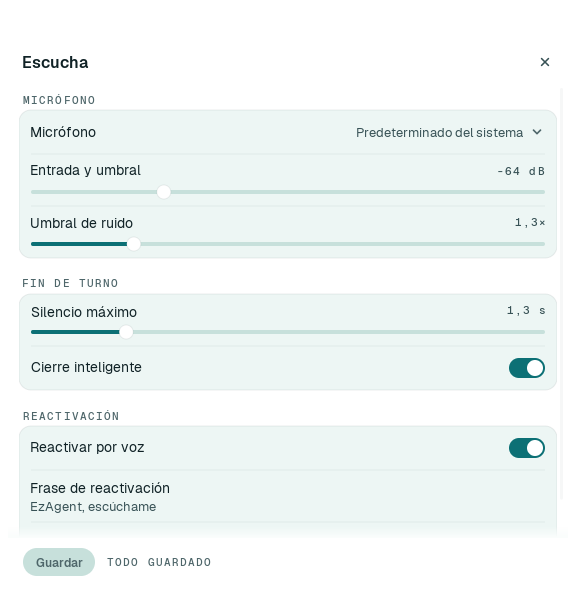 Escucha
MICRÓFONO
Micrófono Predeterminado del sistema
Entrada y umbral -64 dB
Umbral de ruido 1,3×
FIN DE TURNO
Silencio máximo 1,3 s
Cierre inteligente
REACTIVACIÓN
Reactivar por voz
Frase de reactivación
EzAgent, escúchame
Guardar TODO GUARDADO